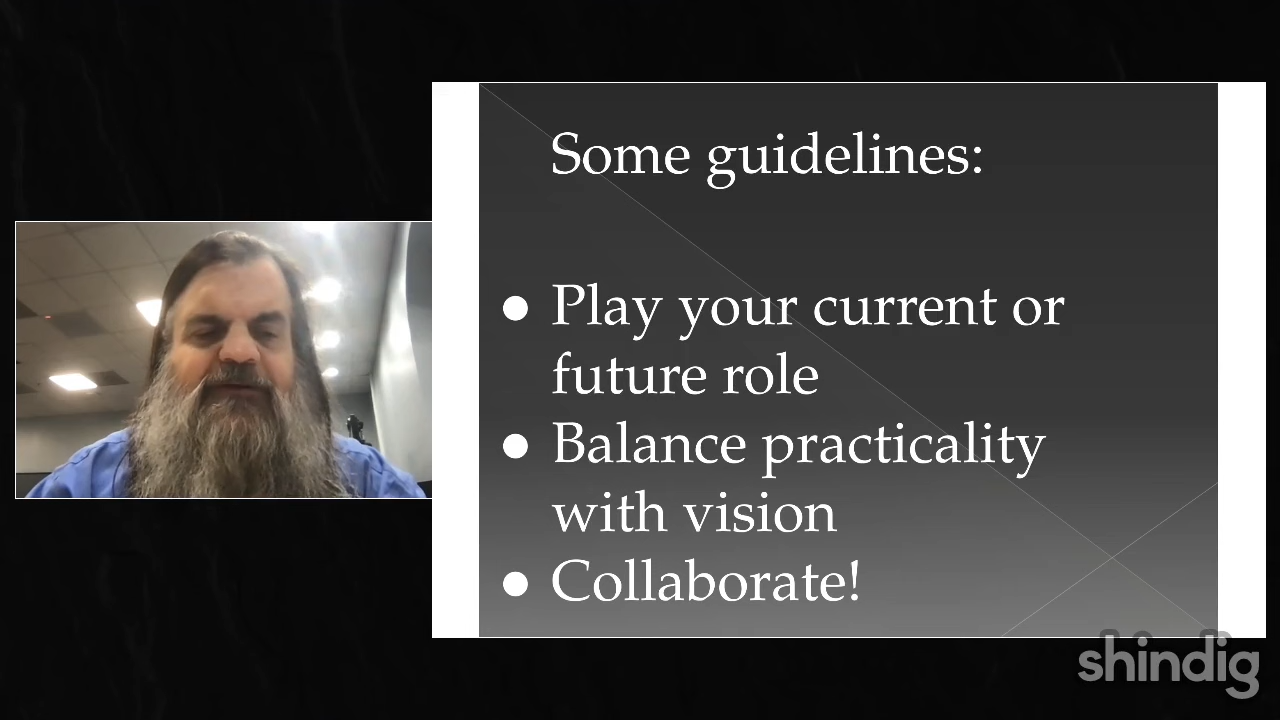 Some guidelines:
● Play your current or
future role
● Balance practicality
with vision
● Collaborate!
shindig